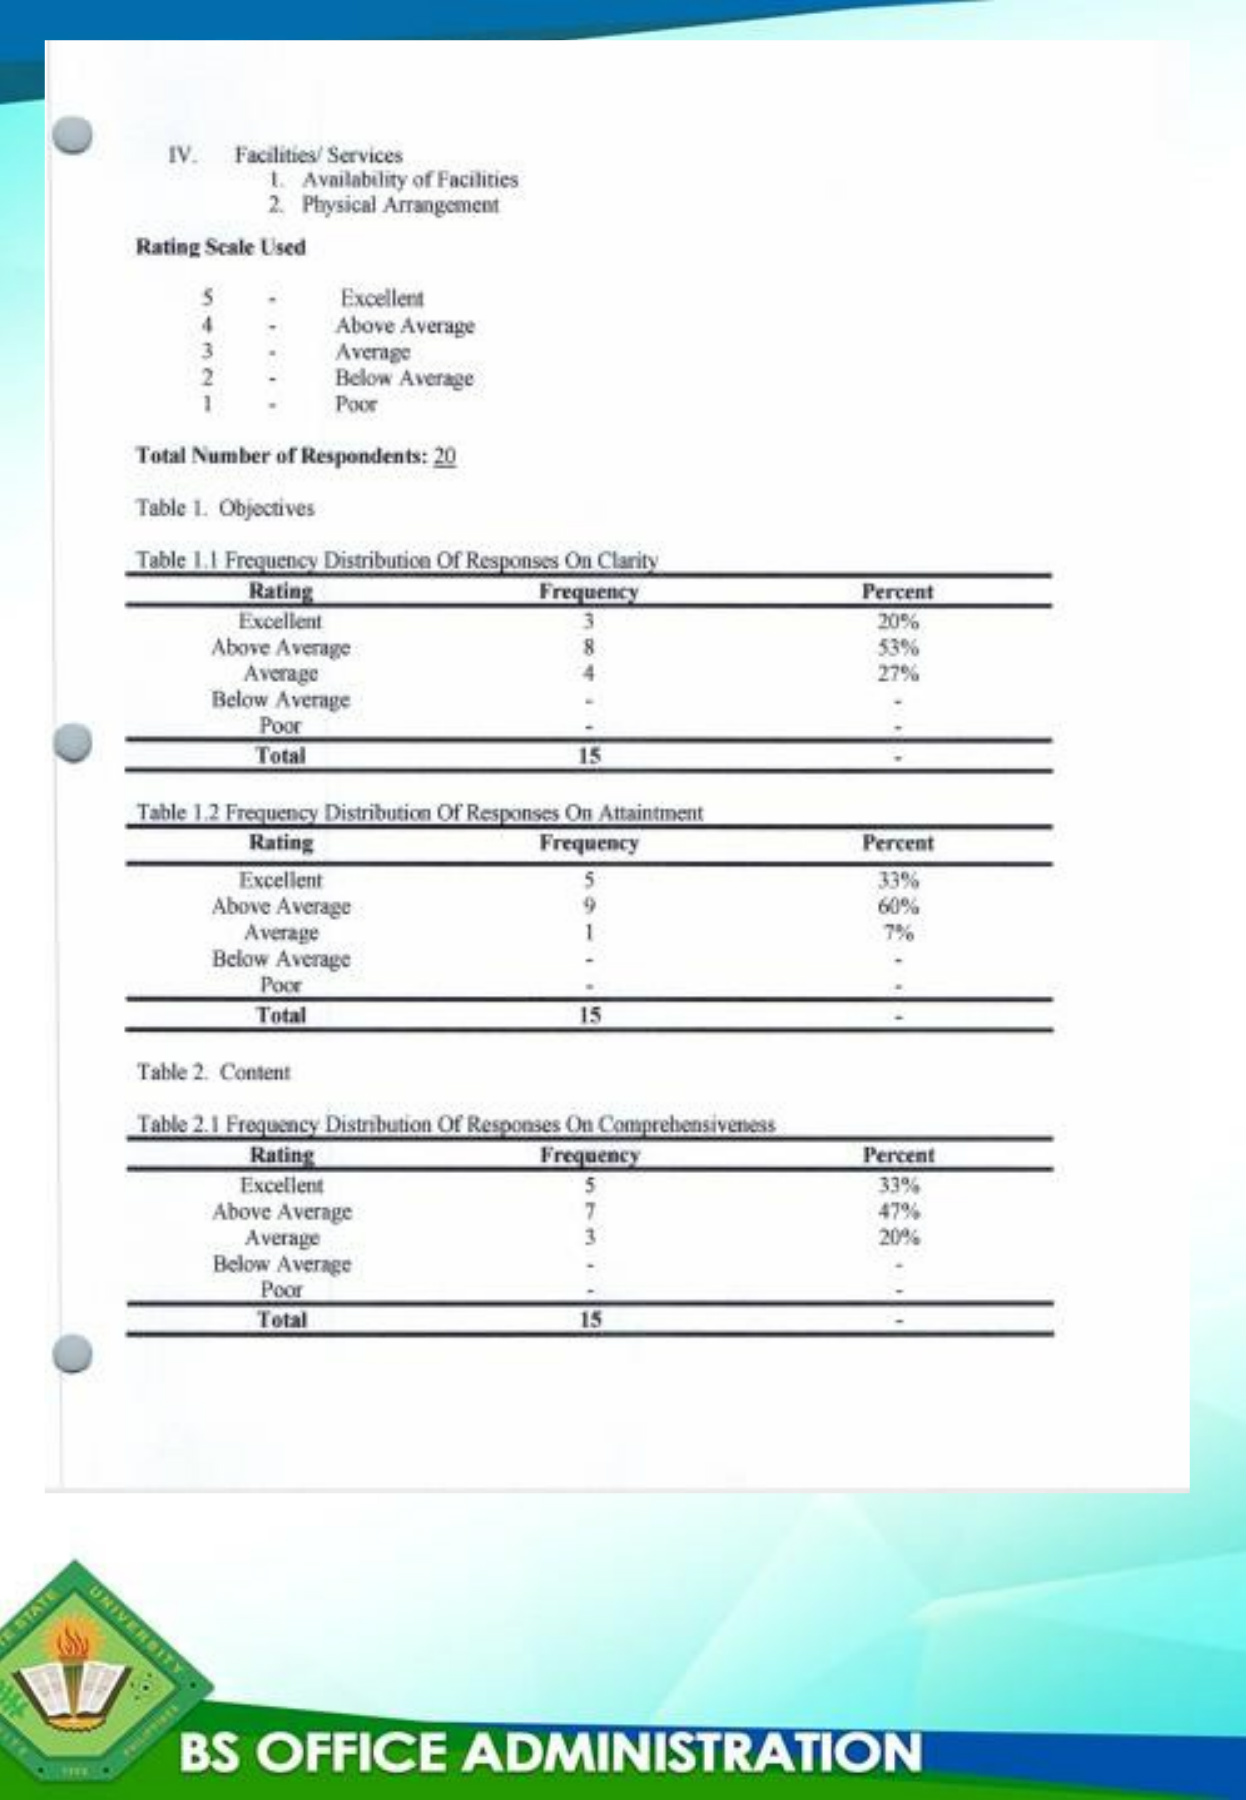 IV. Facilities/ Services
1. Availability of Facilities
2. Physical Arrangement
Rating Scale Used
5 - Excellent
4 - Above Average
3 - Average
2 - Below Average
1 - Poor
Total Number of Respondents: 20
Table 1. Objectives
Table 1.1 Frequency Distribution Of Responses On Clarity
Rating Frequency Percent
Excellent 3 20%
Above Average 8 53%
Average 4 27%
Below Average - -
Poor - -
Total 15 -
Table 1.2 Frequency Distribution Of Responses On Attaintment
Rating Frequency Percent
Excellent 5 33%
Above Average 9 60%
Average 1 7%
Below Average - -
Poor - -
Total 15 -
Table 2. Content
Table 2.1 Frequency Distribution Of Responses On Comprehensiveness
Rating Frequency Percent
Excellent 5 33%
Above Average 7 47%
Average 3 20%
Below Average - -
Poor - -
Total 15 -
STATE UNIVERSITY
PHILIPPINES
BS OFFICE ADMINISTRATION